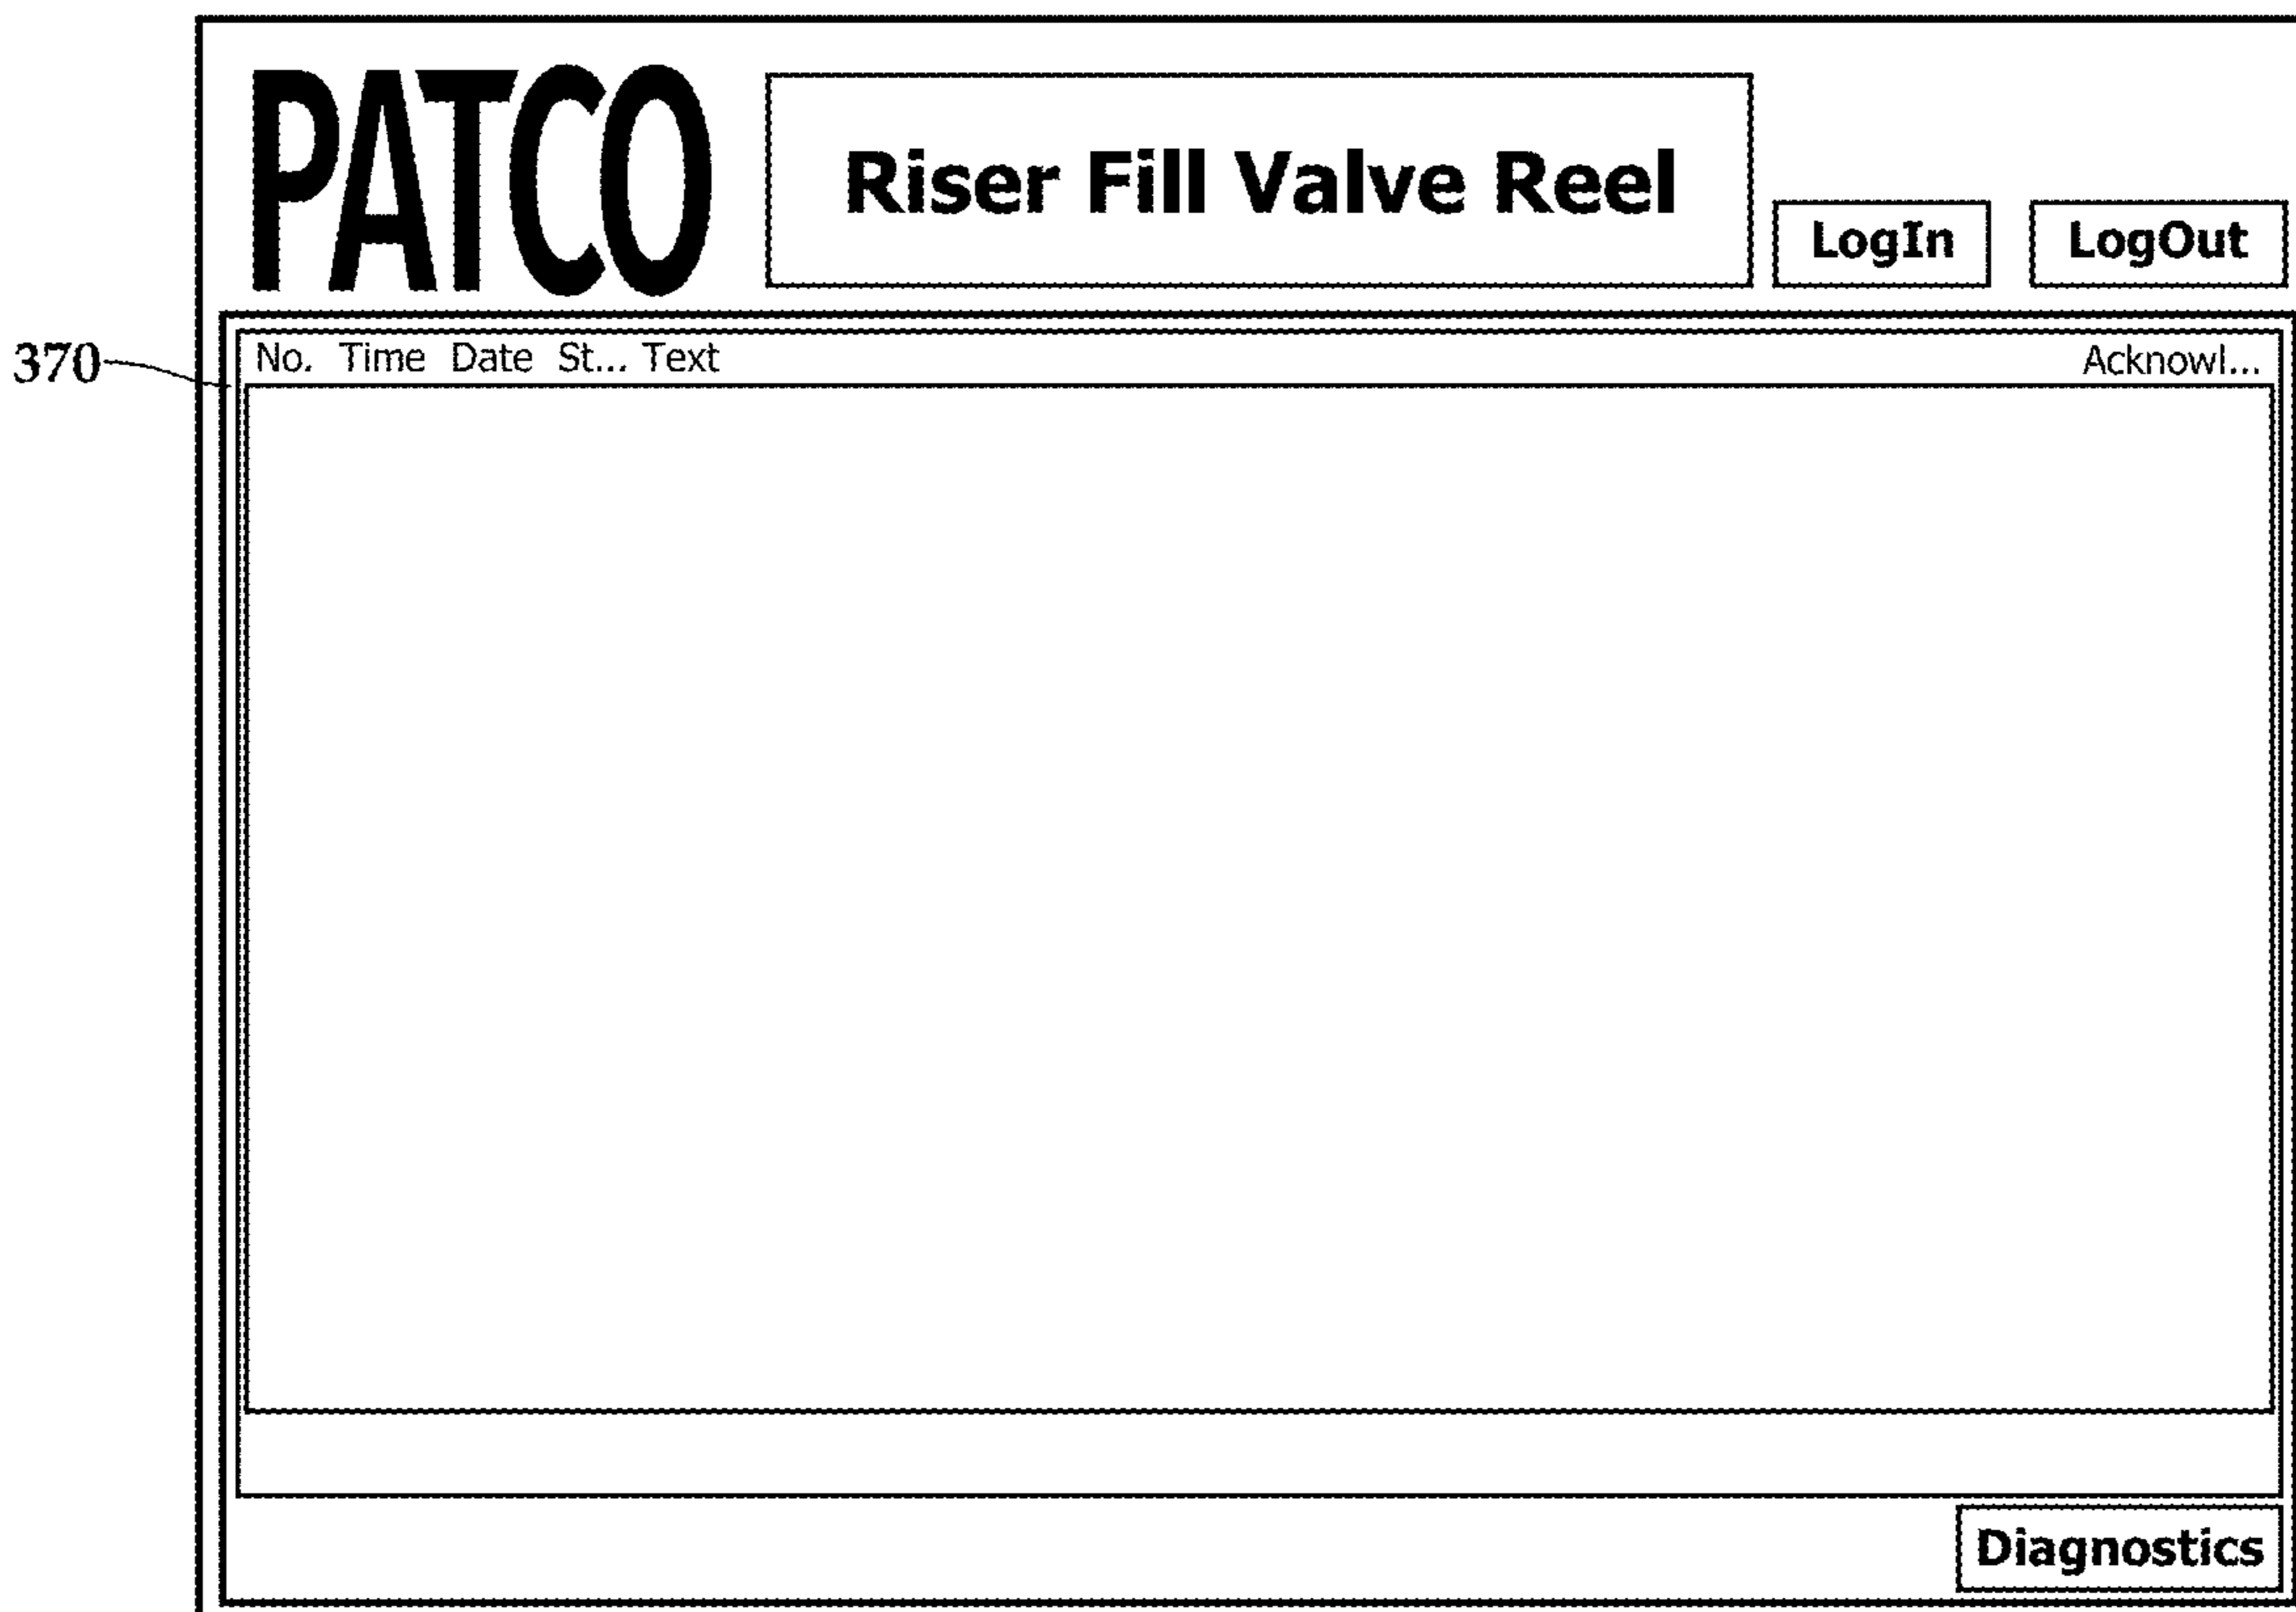 PATCO
Riser Fill Valve Reel
LogIn LogOut
370
No. Time Date St... Text Acknowl...
Diagnostics